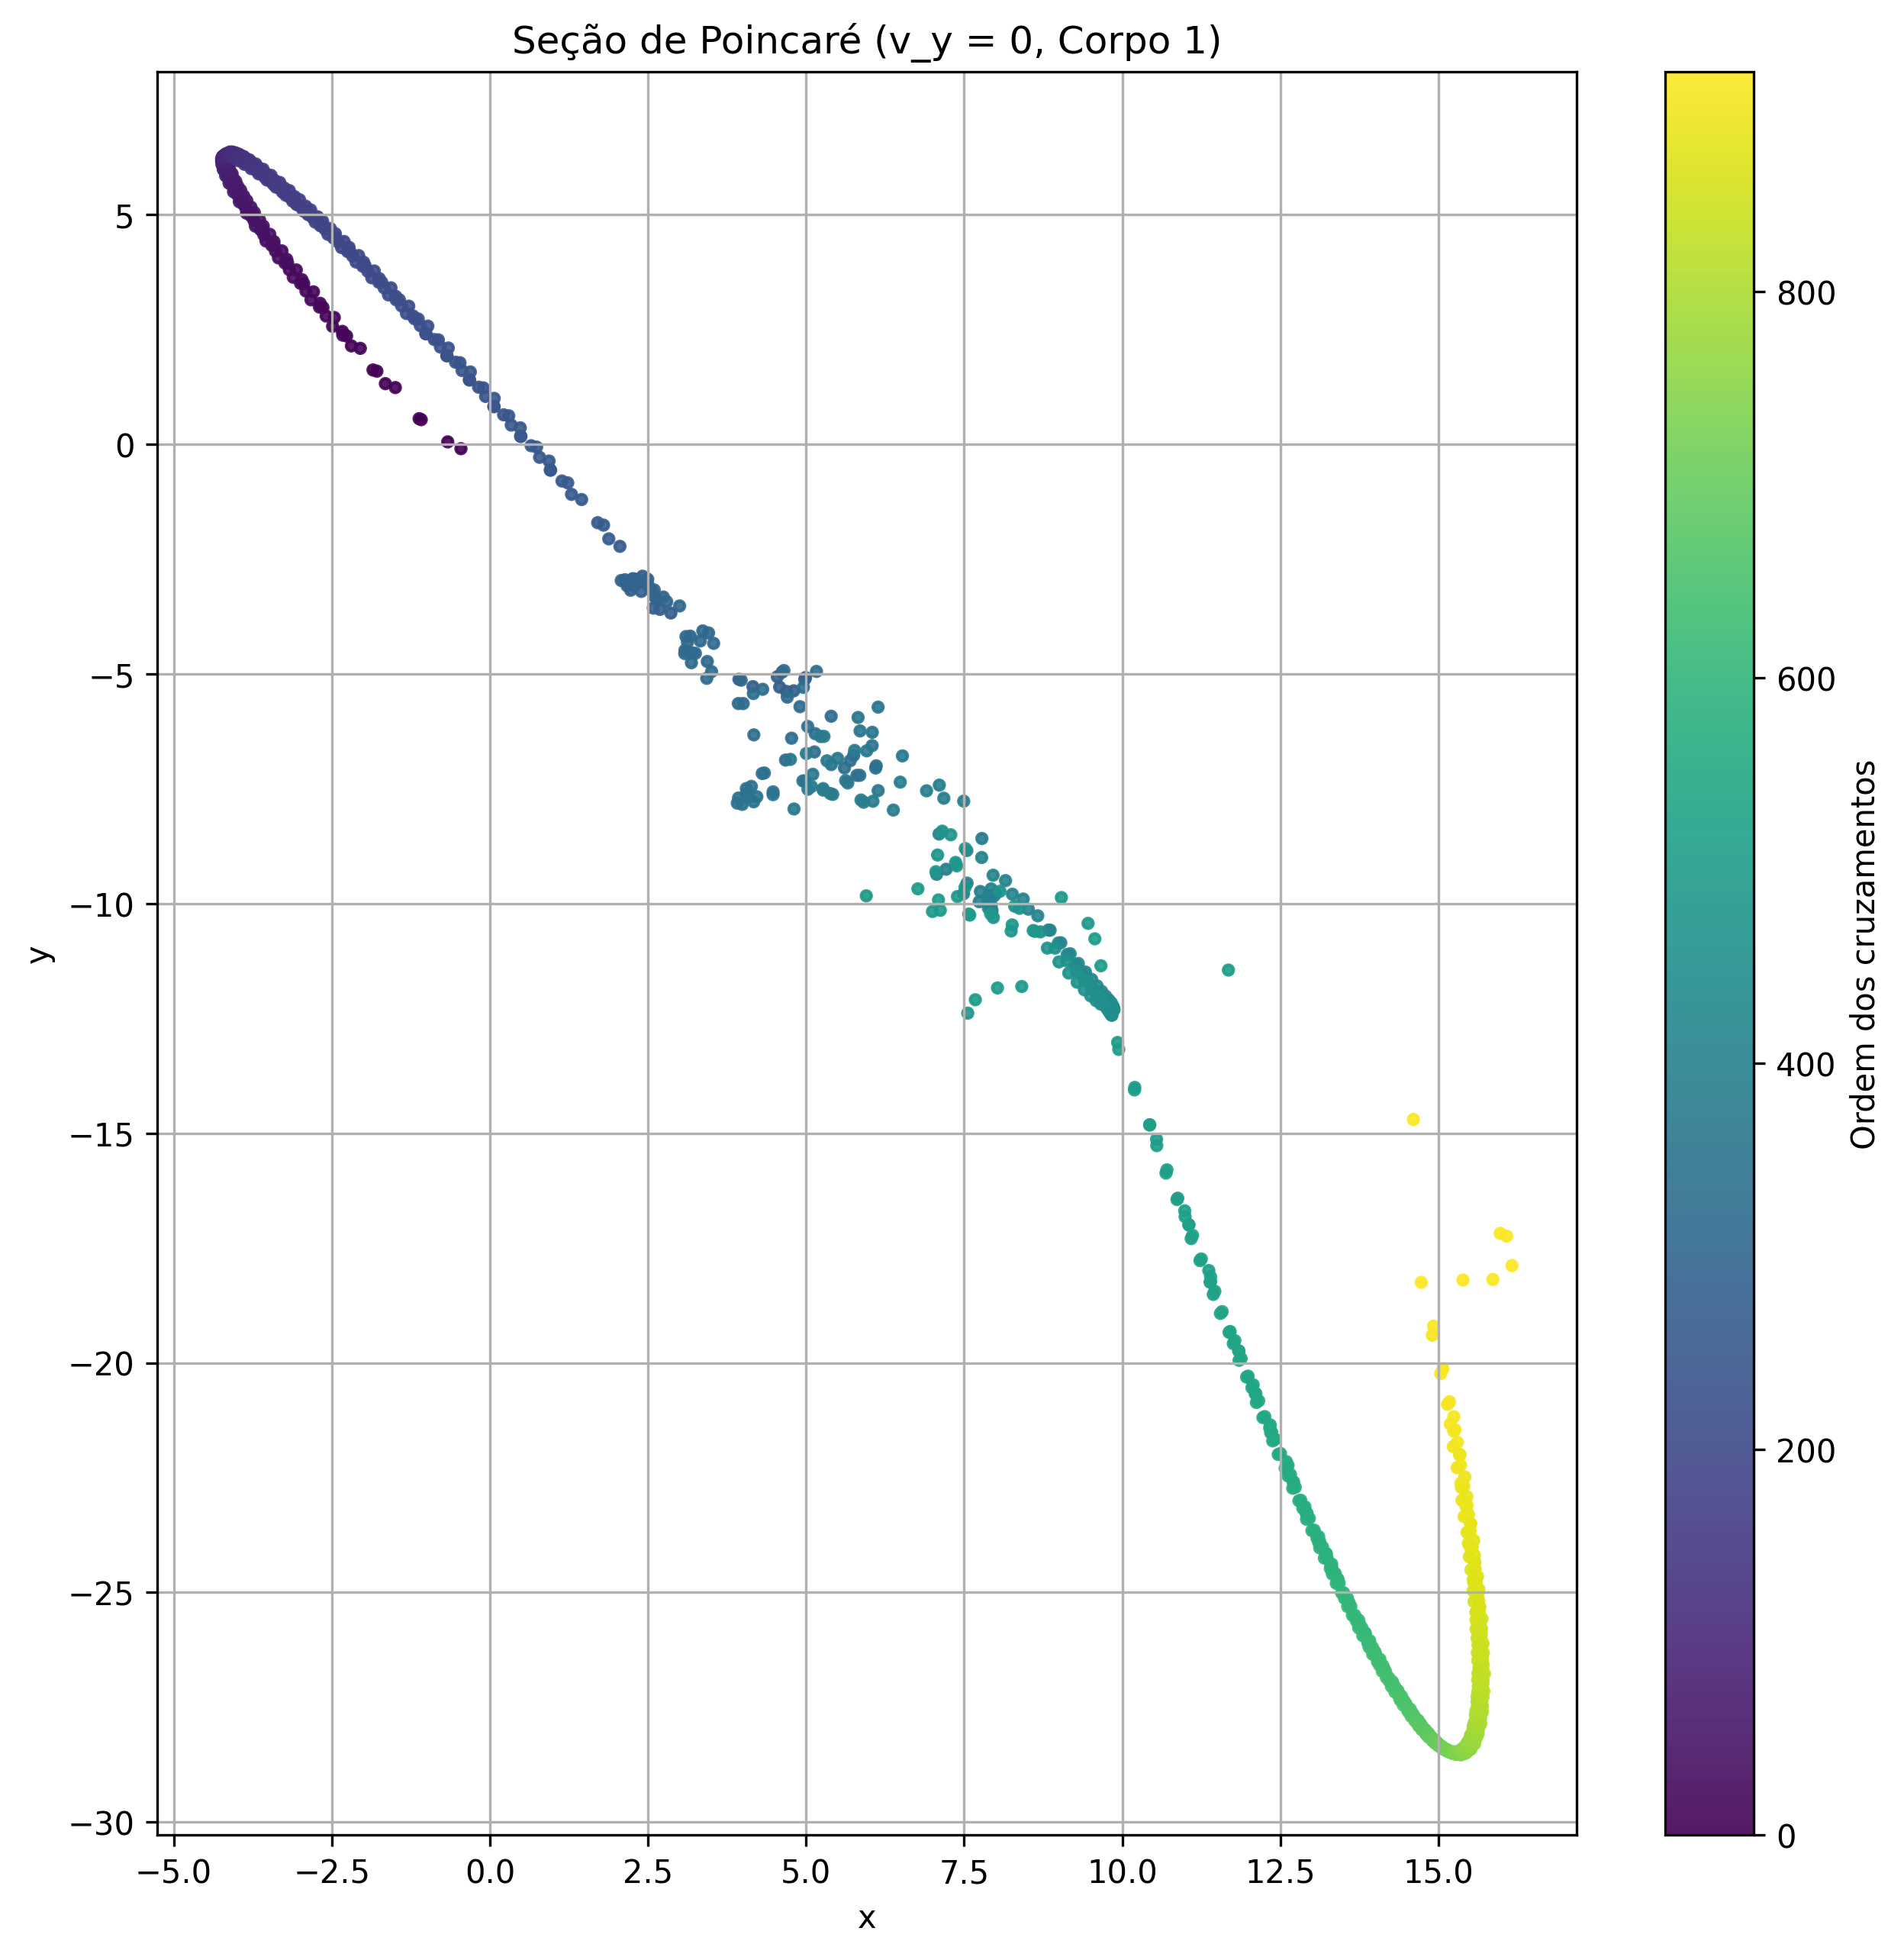 Seção de Poincaré (v_y = 0, Corpo 1)
5
0
−5
−10
−15
−20
−25
−30
y
−5.0 −2.5 0.0 2.5 5.0 7.5 10.0 12.5 15.0
x
800
600
400
200
0
Ordem dos cruzamentos